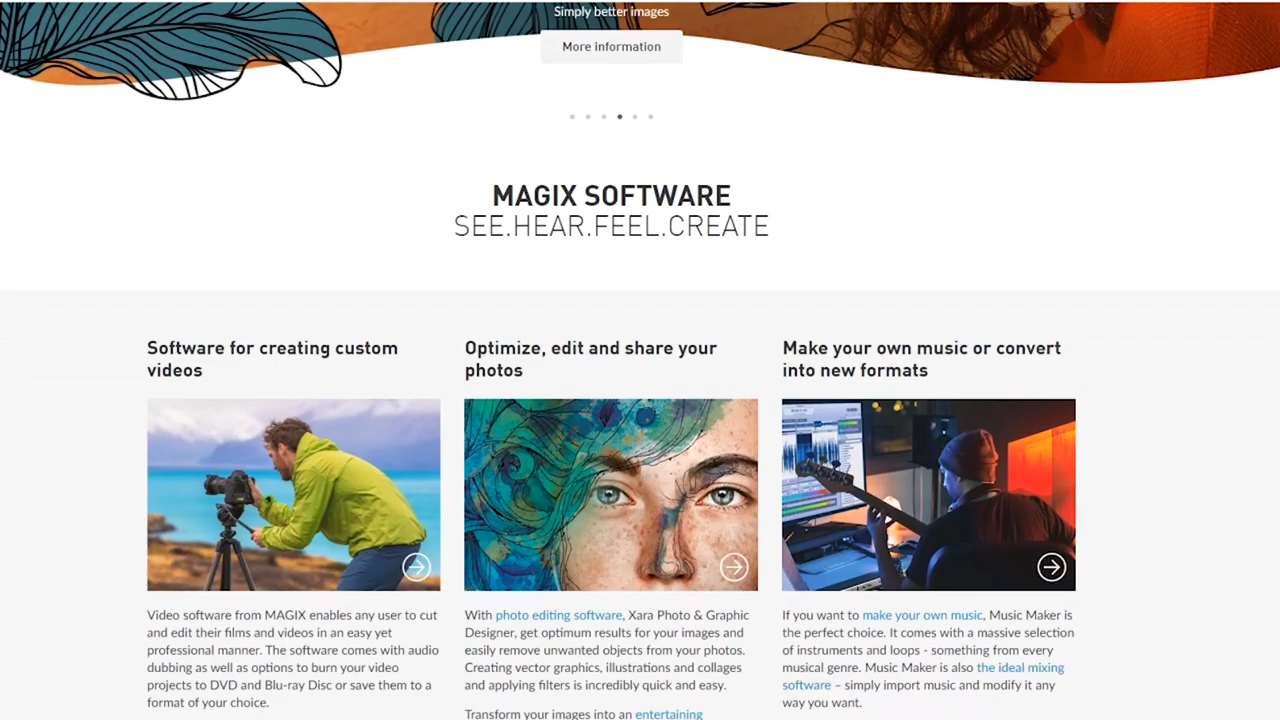 Simply better images
More information
MAGIX SOFTWARE
SEE.HEAR.FEEL.CREATE
Software for creating custom
videos
Video software from MAGIX enables any user to cut
and edit their films and videos in an easy yet
professional manner. The software comes with audio
dubbing as well as options to burn your video
projects to DVD and Blu-ray Disc or save them to a
format of your choice.
Optimize, edit and share your
photos
With photo editing software, Xara Photo & Graphic
Designer, get optimum results for your images and
easily remove unwanted objects from your photos.
Creating vector graphics, illustrations and collages
and applying filters is incredibly quick and easy.
Transform your images into an entertaining
Make your own music or convert
into new formats
If you want to make your own music, Music Maker is
the perfect choice. It comes with a massive selection
of instruments and loops - something from every
musical genre. Music Maker is also the ideal mixing
software – simply import music and modify it any
way you want.